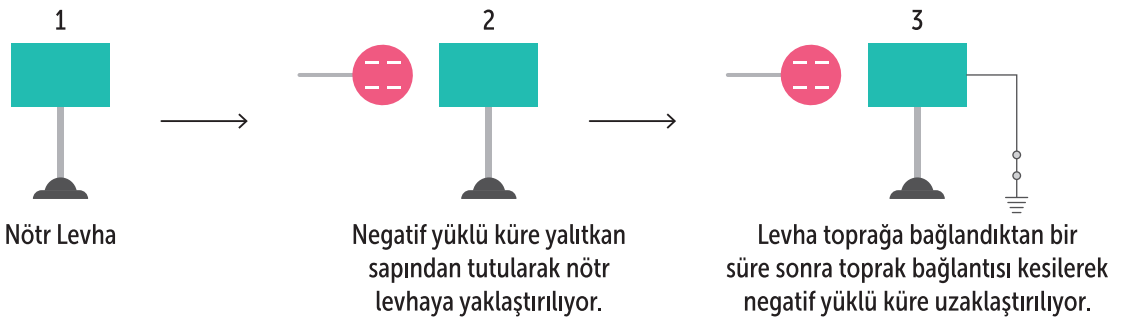 1
2
3
Nötr Levha
Negatif yüklü küre yalıtkan
sapından tutularak nötr
levhaya yaklaştırılıyor.
Levha toprağa bağlandıktan bir
süre sonra toprak bağlantısı kesilerek
negatif yüklü küre uzaklaştırılıyor.